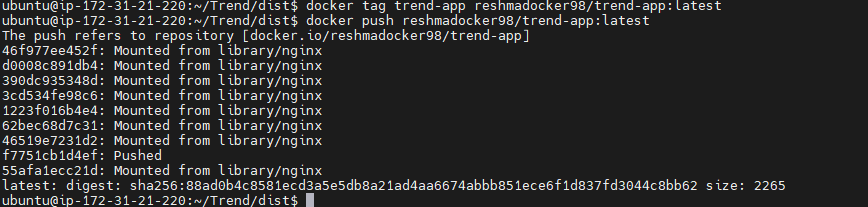 ubuntu@ip-172-31-21-220:~/Trend/dist$ docker tag trend-app reshmadocker98/trend-app:latest
ubuntu@ip-172-31-21-220:~/Trend/dist$ docker push reshmadocker98/trend-app:latest
The push refers to repository [docker.io/reshmadocker98/trend-app]
46f977ee452f: Mounted from library/nginx
d0008c891db4: Mounted from library/nginx
390dc935348d: Mounted from library/nginx
3cd534fe98c6: Mounted from library/nginx
1223f016b4e4: Mounted from library/nginx
62bec68d7c31: Mounted from library/nginx
46519e7231d2: Mounted from library/nginx
f7751cb1d4ef: Pushed
55afa1ecc21d: Mounted from library/nginx
latest: digest: sha256:88ad0b4c8581ecd3a5e5db8a21ad4aa6674abbb851ece6f1d837fd3044c8bb62 size: 2265
ubuntu@ip-172-31-21-220:~/Trend/dist$